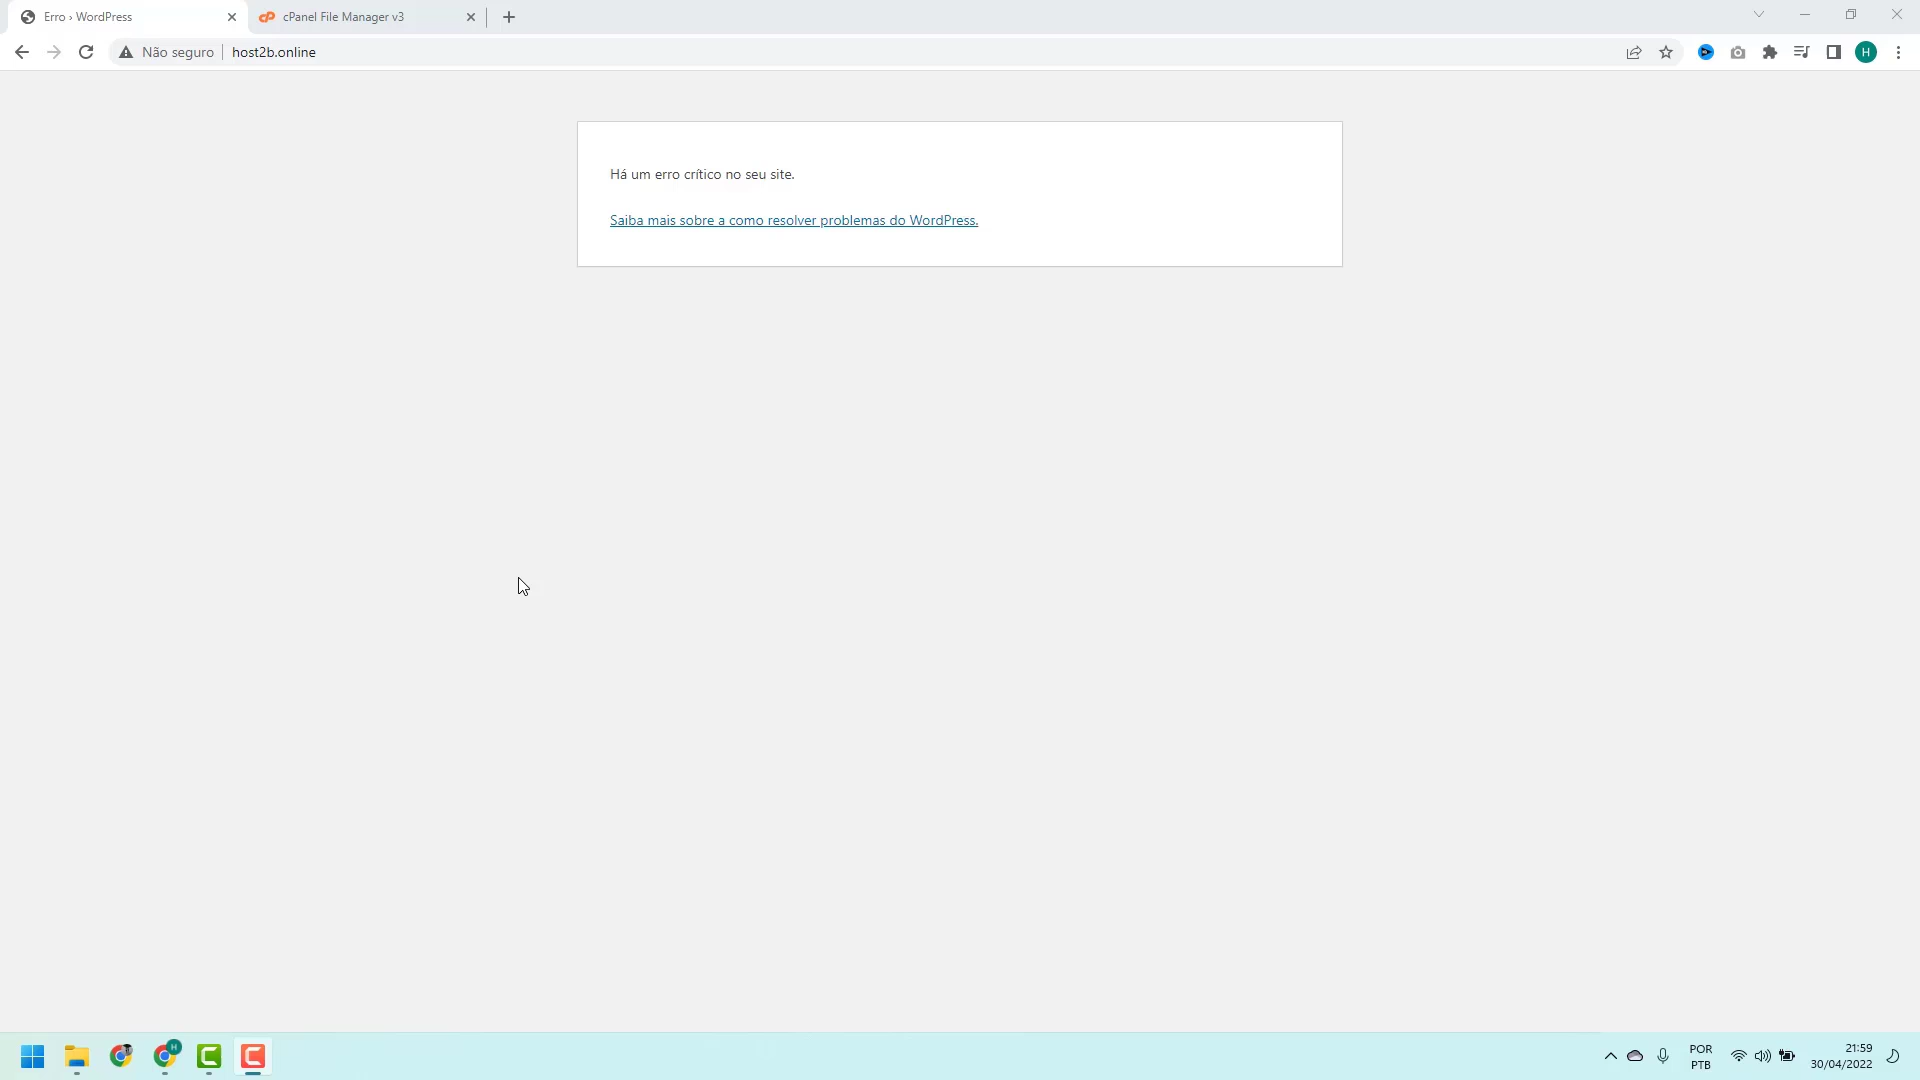 Erro › WordPress
cPanel File Manager v3
Não seguro
host2b.online
H
Há um erro crítico no seu site.
Saiba mais sobre a como resolver problemas do WordPress.
H
POR
PTB
21:59
30/04/2022